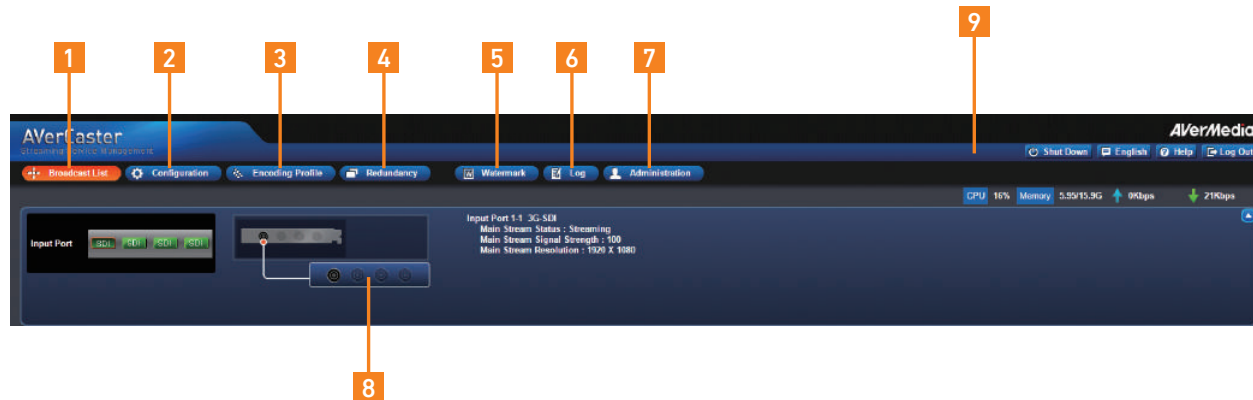 9
1 2 3 4 5 6 7
AVerCaster
AVerMedia
Streaming Service Management
Shut Down English Help Log Out
Broadcast List Configuration Encoding Profile Redundancy Watermark Log Administration
CPU 16% Memory 5.95/15.9G 0Kbps 21Kbps
Input Port 1-1 3G-SDI
Main Stream Status : Streaming
Main Stream Signal Strength : 100
Main Stream Resolution : 1920 X 1080
Input Port SDI SDI SDI SDI
8